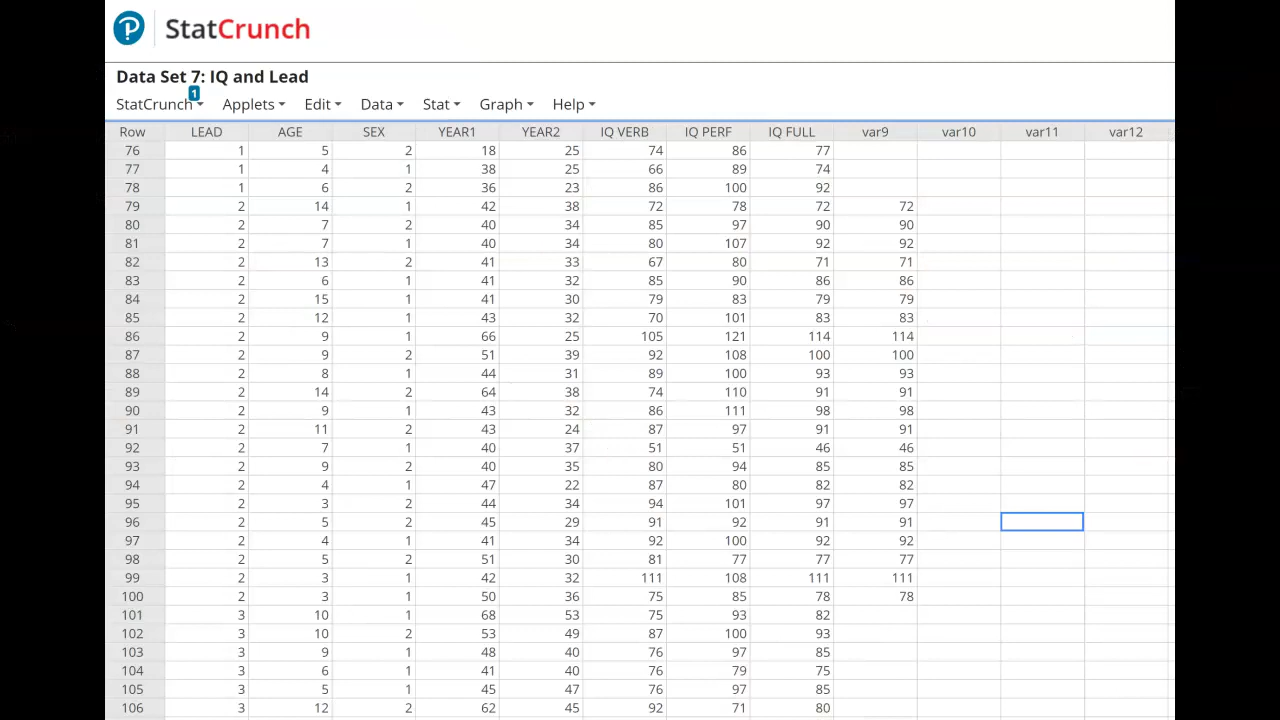 StatCrunch
Data Set 7: IQ and Lead
1
StatCrunch Applets Edit Data Stat Graph Help
Row LEAD AGE SEX YEAR1 YEAR2 IQ VERB IQ PERF IQ FULL var9 var10 var11 var12
76 1 5 2 18 25 74 86 77
77 1 4 1 38 25 66 89 74
78 1 6 2 36 23 86 100 92
79 2 14 1 42 38 72 78 72 72
80 2 7 2 40 34 85 97 90 90
81 2 7 1 40 34 80 107 92 92
82 2 13 2 41 33 67 80 71 71
83 2 6 1 41 32 85 90 86 86
84 2 15 1 41 30 79 83 79 79
85 2 12 1 43 32 70 101 83 83
86 2 9 1 66 25 105 121 114 114
87 2 9 2 51 39 92 108 100 100
88 2 8 1 44 31 89 100 93 93
89 2 14 2 64 38 74 110 91 91
90 2 9 1 43 32 86 111 98 98
91 2 11 2 43 24 87 97 91 91
92 2 7 1 40 37 51 51 46 46
93 2 9 2 40 35 80 94 85 85
94 2 4 1 47 22 87 80 82 82
95 2 3 2 44 34 94 101 97 97
96 2 5 2 45 29 91 92 91 91
97 2 4 1 41 34 92 100 92 92
98 2 5 2 51 30 81 77 77 77
99 2 3 1 42 32 111 108 111 111
100 2 3 1 50 36 75 85 78 78
101 3 10 1 68 53 75 93 82
102 3 10 2 53 49 87 100 93
103 3 9 1 48 40 76 97 85
104 3 6 1 41 40 76 79 75
105 3 5 1 45 47 76 97 85
106 3 12 2 62 45 92 71 80